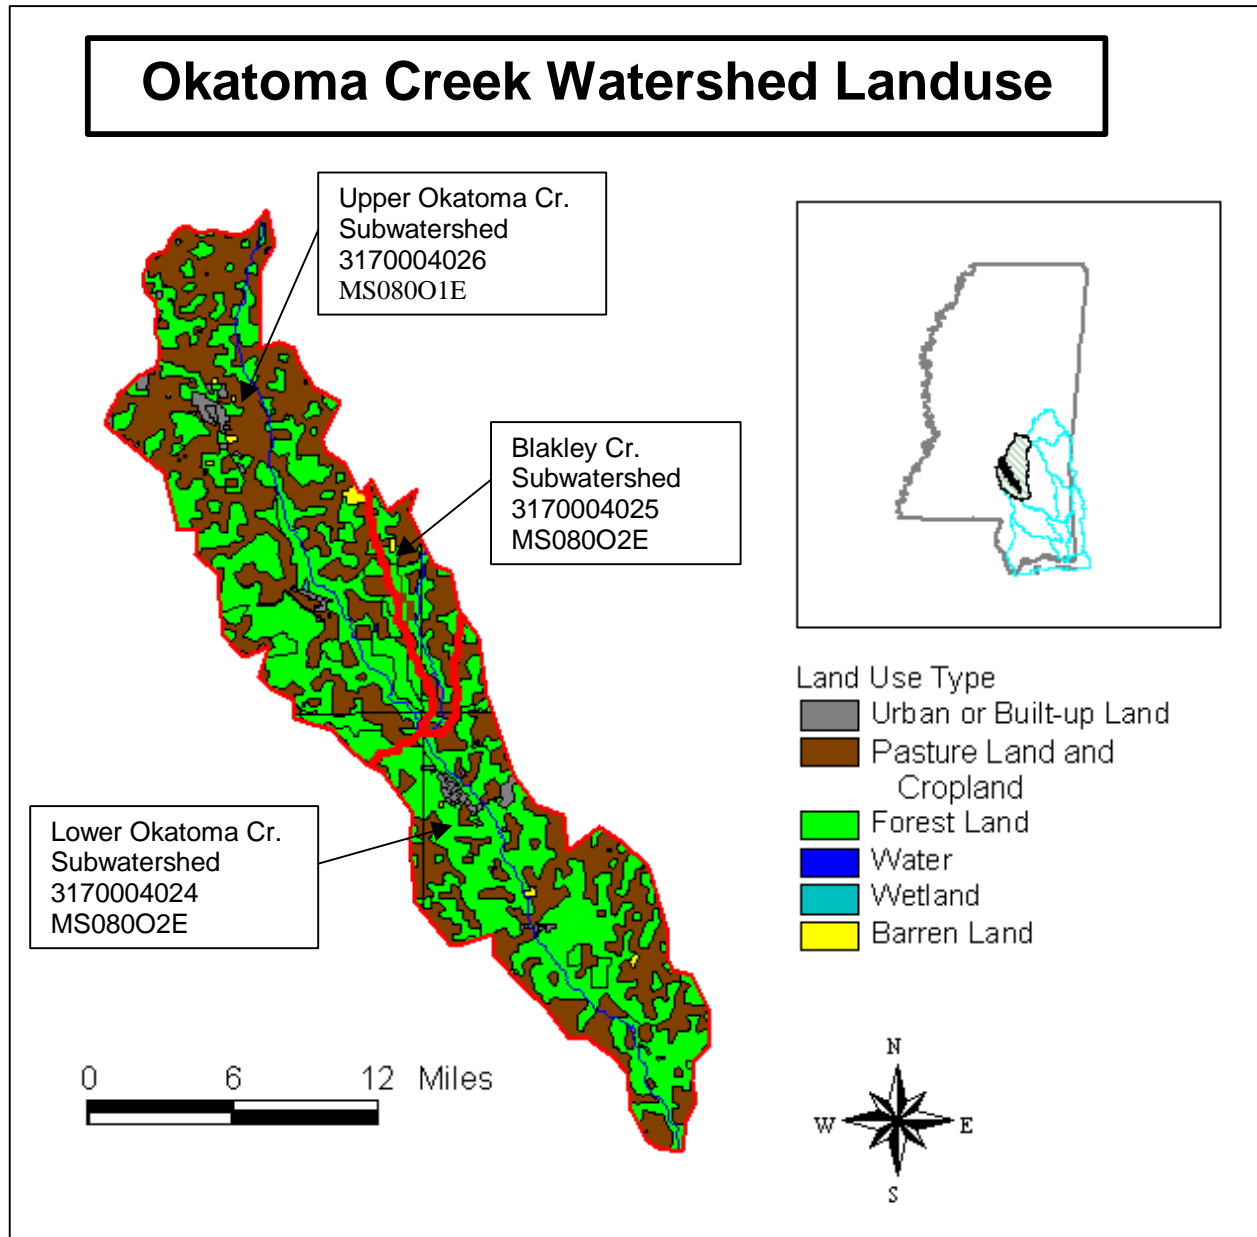 Okatoma Creek Watershed Landuse
Upper Okatoma Cr.
Subwatershed
3170004026
MS080O1E
Blakley Cr.
Subwatershed
3170004025
MS080O2E
Lower Okatoma Cr.
Subwatershed
3170004024
MS080O2E
Land Use Type
Urban or Built-up Land
Pasture Land and
Cropland
Forest Land
Water
Wetland
Barren Land
0 6 12 Miles
N
W E
S